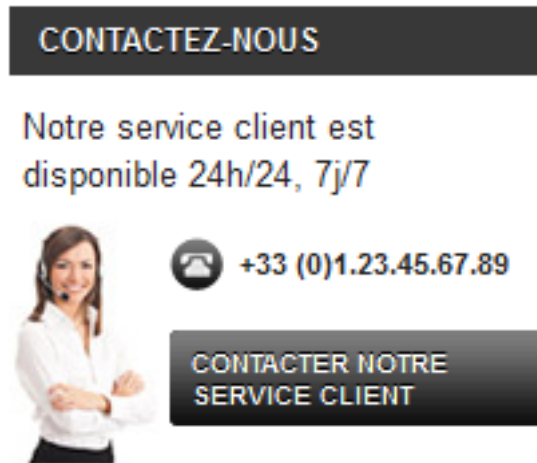 CONTACTEZ-NOUS
Notre service client est
disponible 24h/24, 7j/7
+33 (0)1.23.45.67.89
CONTACTER NOTRE
SERVICE CLIENT